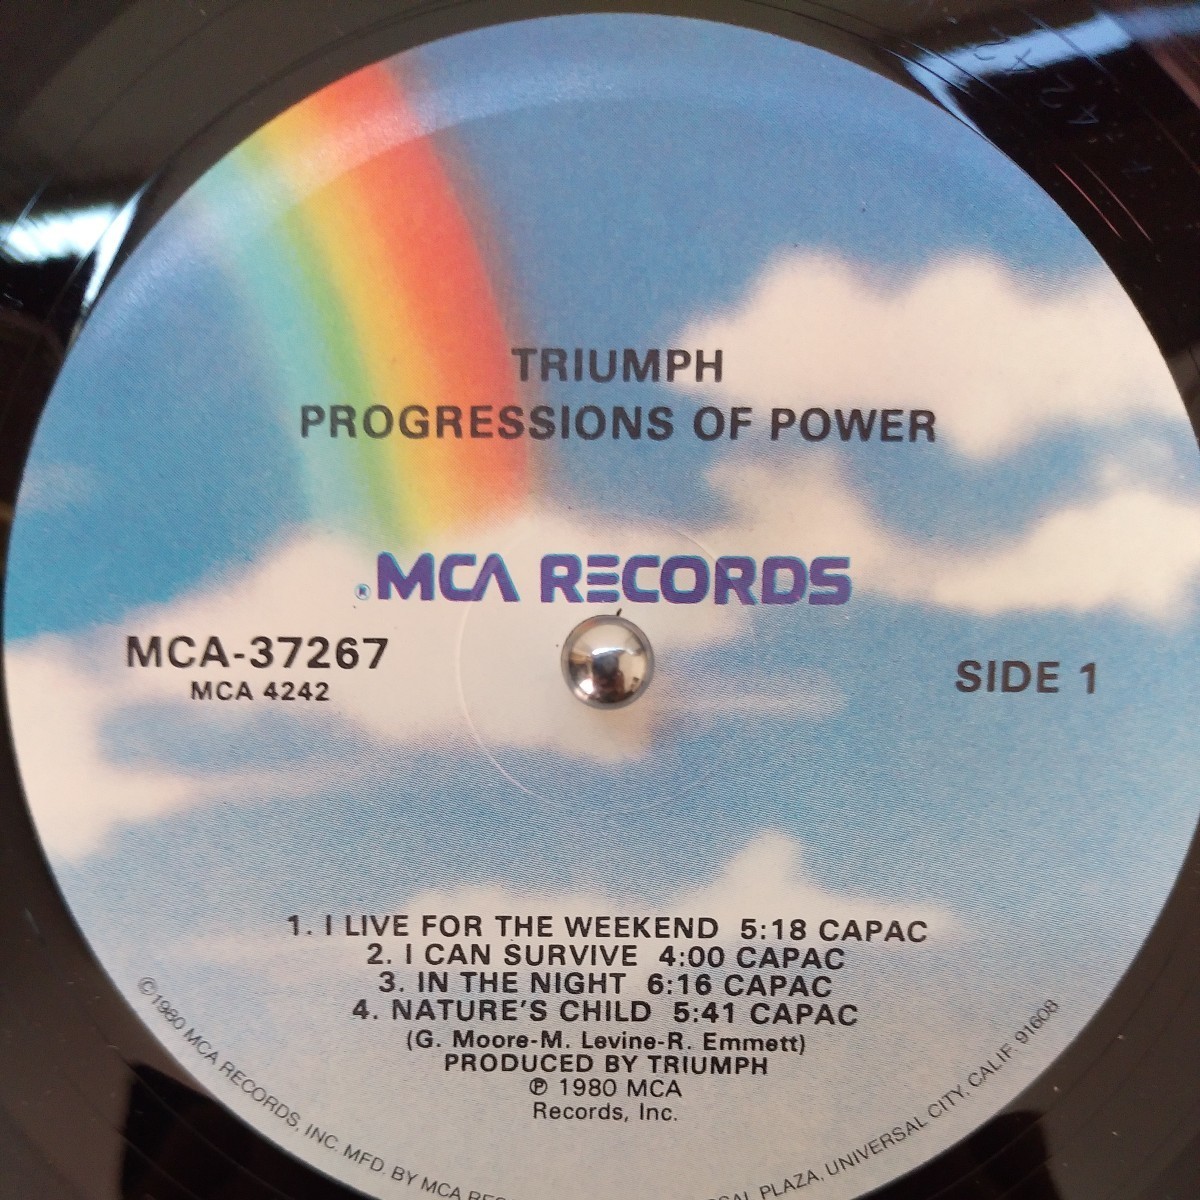 TRIUMPH
PROGRESSIONS OF POWER
® MCA RECORDS
MCA-37267
MCA 4242
SIDE 1
1. I LIVE FOR THE WEEKEND 5:18 CAPAC
2. I CAN SURVIVE 4:00 CAPAC
3. IN THE NIGHT 6:16 CAPAC
4. NATURE'S CHILD 5:41 CAPAC
(G. Moore-M. Levine-R. Emmett)
PRODUCED BY TRIUMPH
℗ 1980 MCA
Records, Inc.
©1980 MCA RECORDS, INC. MFD. BY MCA PLAZA, UNIVERSAL CITY, CALIF. 91608